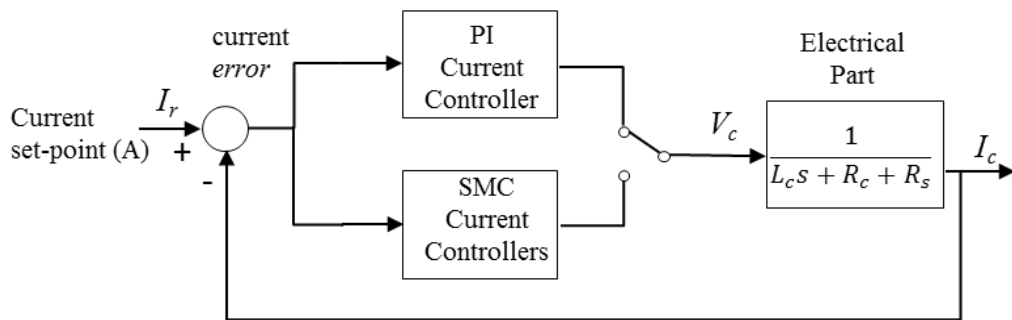 current
error
PI
Current
Controller
Electrical
Part
Current
set-point (A)
I_r
+
-
SMC
Current
Controllers
V_c
1
L_c s + R_c + R_s
I_c